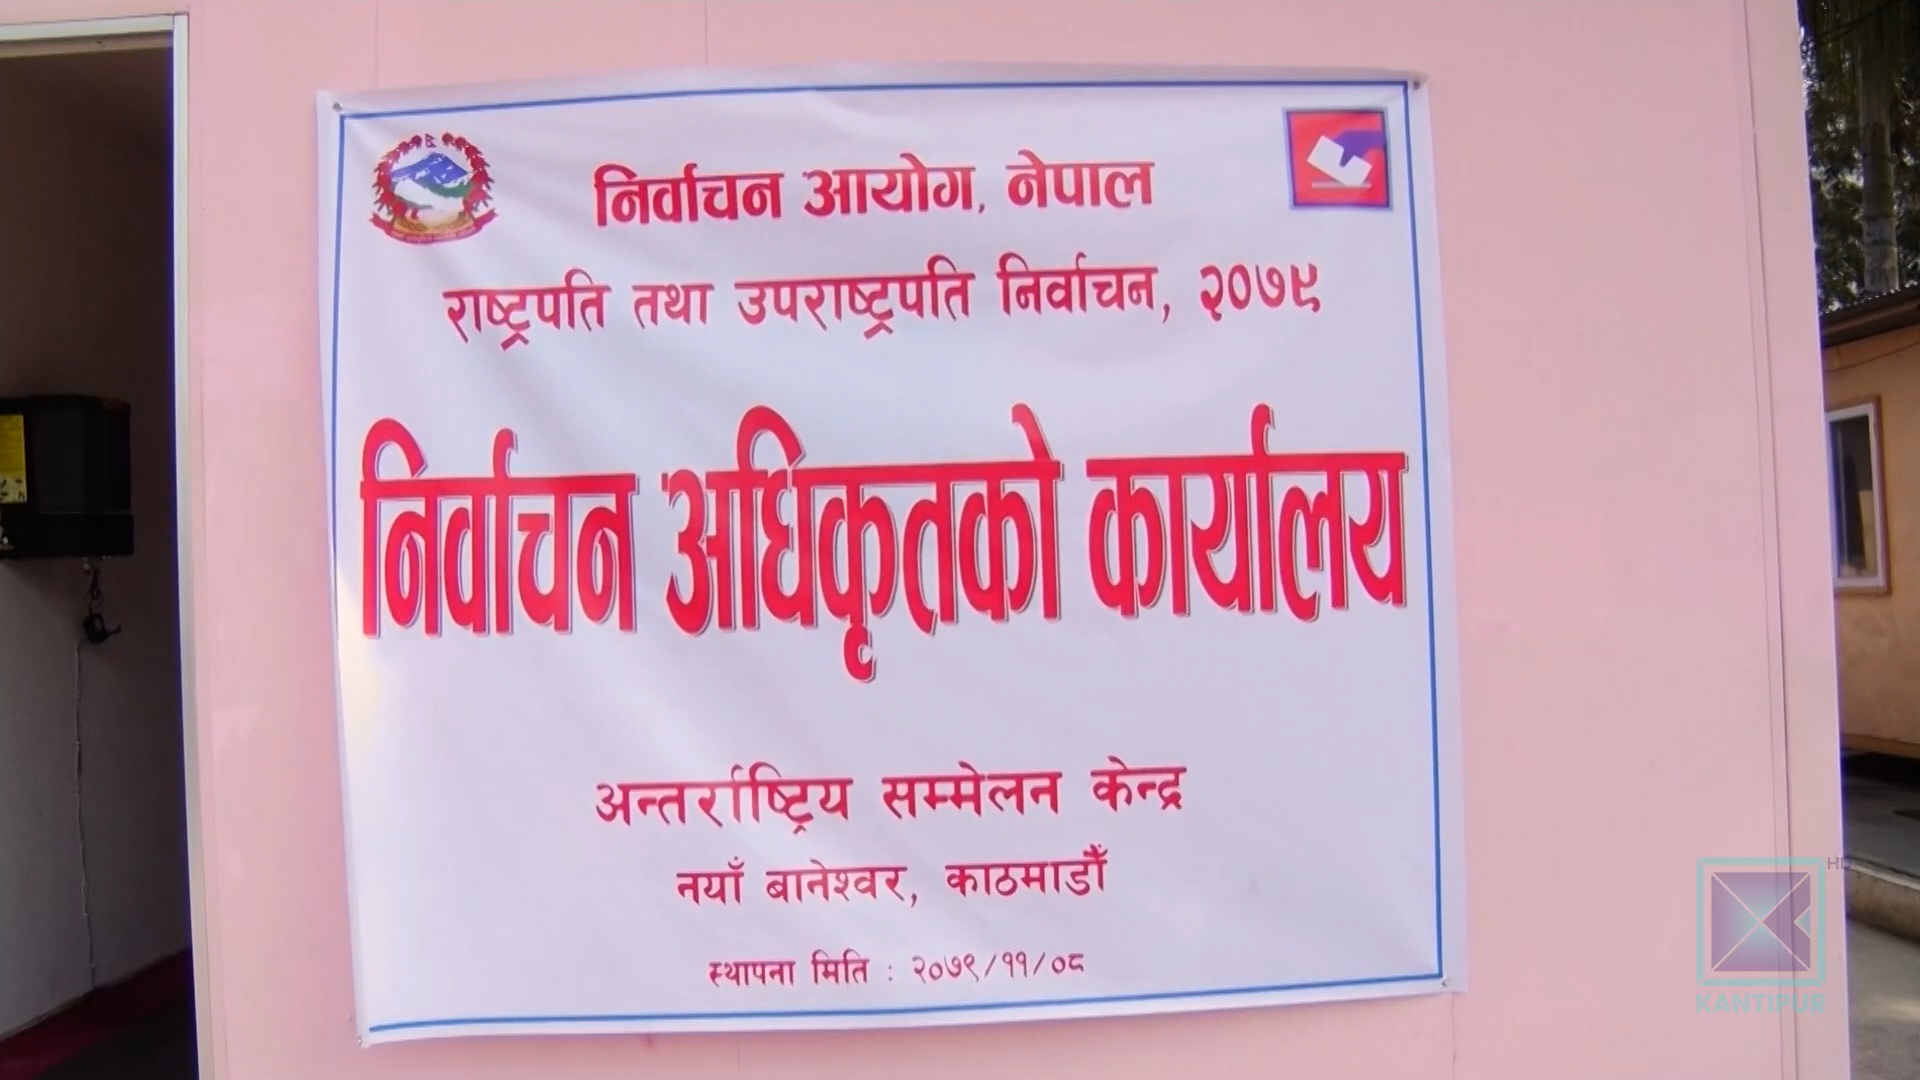 निर्वाचन आयोग, नेपाल
राष्ट्रपति तथा उपराष्ट्रपति निर्वाचन, २०७९
निर्वाचन अधिकृतको कार्यालय
अन्तर्राष्ट्रिय सम्मेलन केन्द्र
नयाँ बानेश्वर, काठमाडौँ
स्थापना मिति : २०७९/११/०८
HD
KANTIPUR